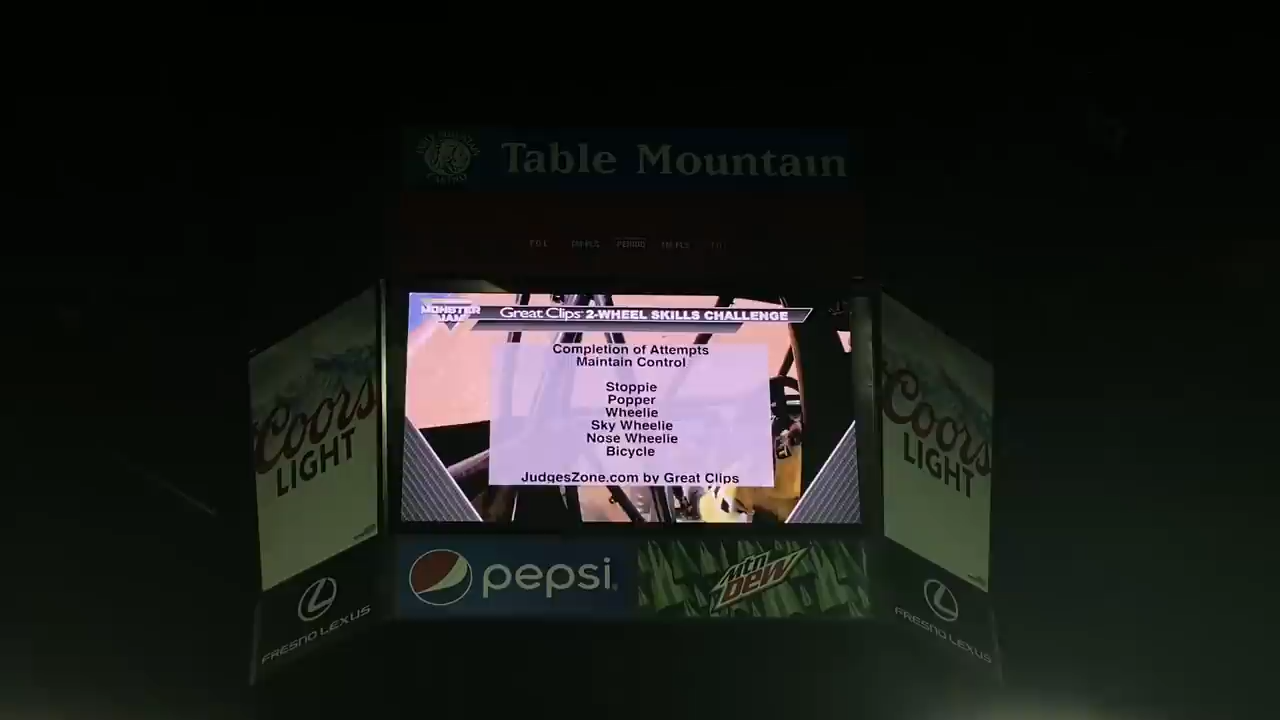 Table Mountain
PERIOD
MONSTER JAM
Great Clips 2-WHEEL SKILLS CHALLENGE
Completion of Attempts
Maintain Control
Stoppie
Popper
Wheelie
Sky Wheelie
Nose Wheelie
Bicycle
JudgesZone.com by Great Clips
Coors
LIGHT
Coors
LIGHT
pepsi
mtn
DEW
FRESNO LEXUS
FRESNO LEXUS